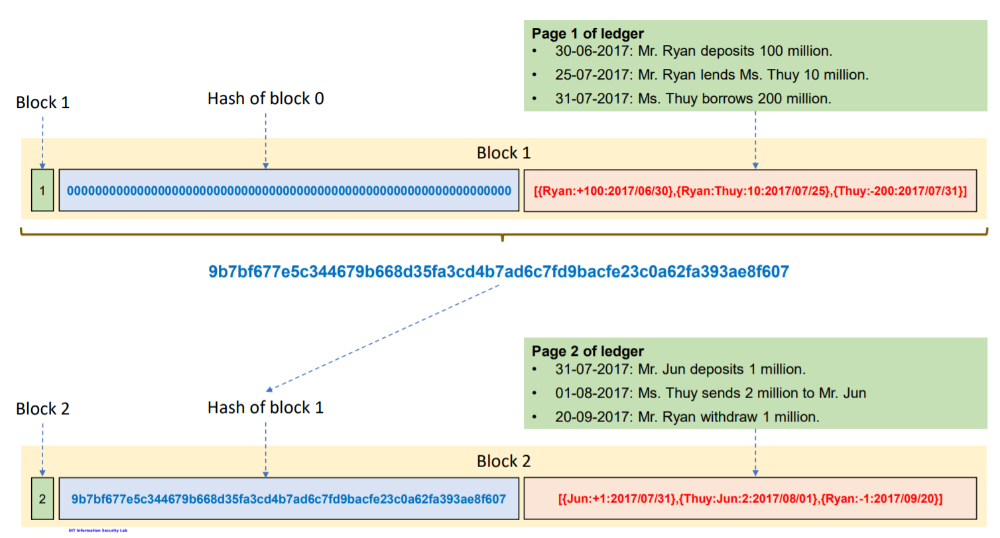 Page 1 of ledger
• 30-06-2017: Mr. Ryan deposits 100 million.
• 25-07-2017: Mr. Ryan lends Ms. Thuy 10 million.
• 31-07-2017: Ms. Thuy borrows 200 million.
Block 1
Hash of block 0
Block 1
1
0000000000000000000000000000000000000000000000000000000000000000
[{Ryan:+100:2017/06/30},{Ryan:Thuy:10:2017/07/25},{Thuy:-200:2017/07/31}]
9b7bf677e5c344679b668d35fa3cd4b7ad6c7fd9bacfe23c0a62fa393ae8f607
Page 2 of ledger
• 31-07-2017: Mr. Jun deposits 1 million.
• 01-08-2017: Ms. Thuy sends 2 million to Mr. Jun
• 20-09-2017: Mr. Ryan withdraw 1 million.
Block 2
Hash of block 1
Block 2
2
9b7bf677e5c344679b668d35fa3cd4b7ad6c7fd9bacfe23c0a62fa393ae8f607
[{Jun:+1:2017/07/31},{Thuy:Jun:2:2017/08/01},{Ryan:-1:2017/09/20}]
UIT Information Security Lab